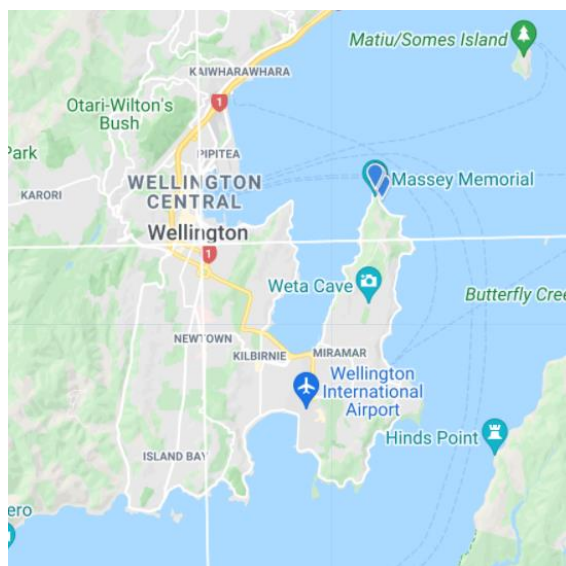 Matiu/Somes Island
KAIWHARAWHARA
1
Otari-Wilton's
Bush
Park
PIPITEA
KARORI
WELLINGTON
CENTRAL
Massey Memorial
Wellington
1
Weta Cave
Butterfly Cree
NEWTOWN
KILBIRNIE
MIRAMAR
Wellington
International
Airport
Hinds Point
ISLAND BAY
ero